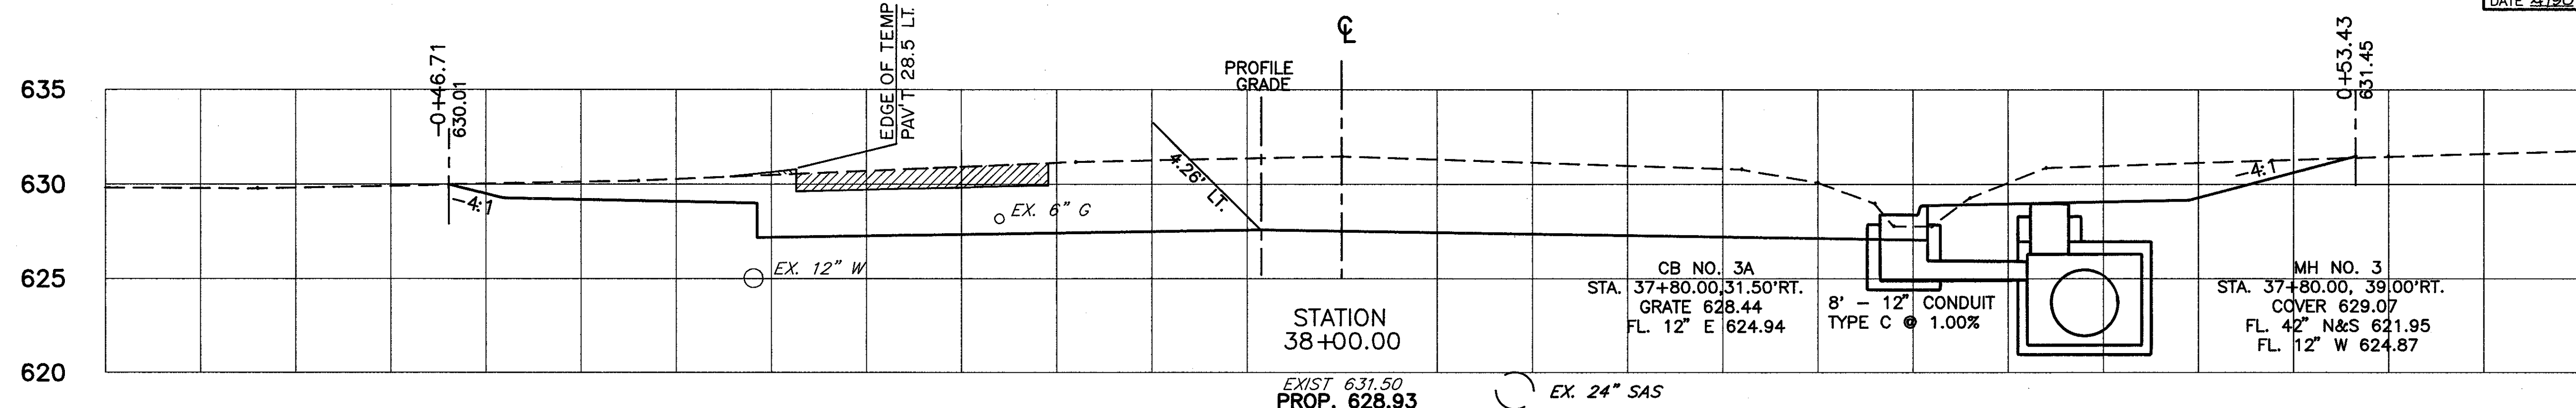 DATE
℄
PROFILE
GRADE
EDGE OF TEMP
PAV'T 28.5 LT.
-0+46.71
630.01
0+53.43
631.45
635
630
625
620
4.26' LT.
-4:1
-4:1
EX. 6" G
EX. 12" W
STATION
38+00.00
EXIST 631.50
PROP. 628.93
EX. 24" SAS
CB NO. 3A
STA. 37+80.00,31.50'RT.
GRATE 628.44
FL. 12" E 624.94
8' - 12" CONDUIT
TYPE C @ 1.00%
MH NO. 3
STA. 37+80.00, 39.00'RT.
COVER 629.07
FL. 42" N&S 621.95
FL. 12" W 624.87